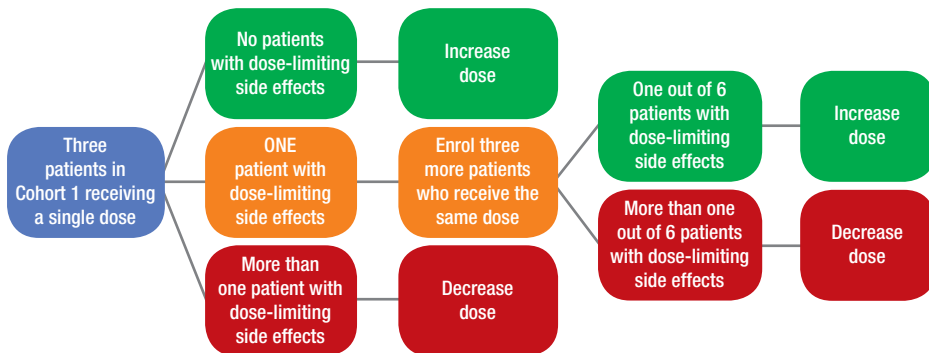 No patients
with dose-limiting
side effects
Increase
dose
Three
patients in
Cohort 1 receiving
a single dose
ONE
patient with
dose-limiting
side effects
Enrol three
more patients
who receive the
same dose
One out of 6
patients with
dose-limiting
side effects
Increase
dose
More than one
out of 6 patients
with dose-limiting
side effects
Decrease
dose
More than
one patient with
dose-limiting
side effects
Decrease
dose